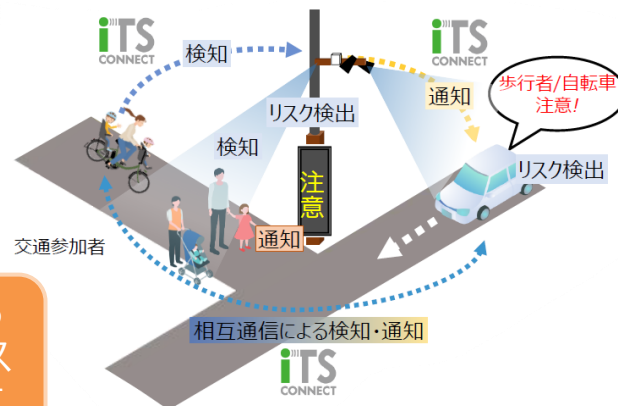 iTS
CONNECT
検知
iTS
CONNECT
通知
歩行者/自転車
注意!
リスク検出
検知
注意
リスク検出
通知
交通参加者
相互通信による検知・通知
iTS
CONNECT
ス